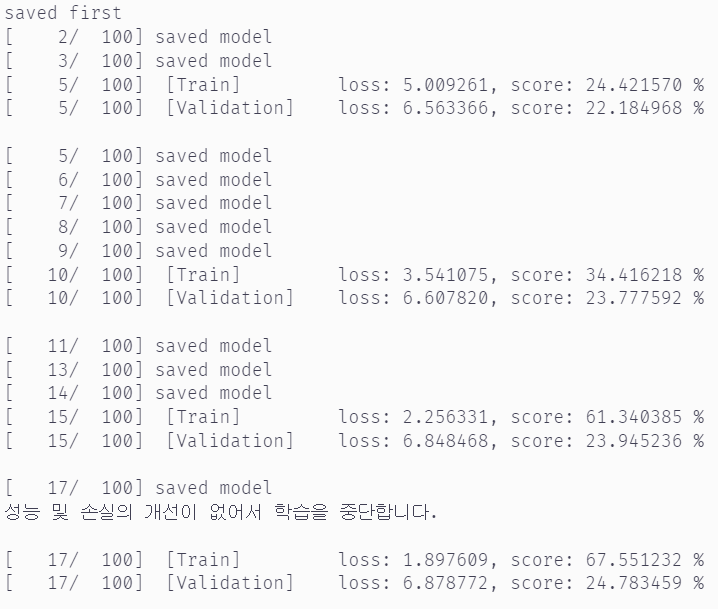 saved first
[    2/  100] saved model
[    3/  100] saved model
[    5/  100]  [Train]         loss: 5.009261, score: 24.421570 %
[    5/  100]  [Validation]    loss: 6.563366, score: 22.184968 %
[    5/  100] saved model
[    6/  100] saved model
[    7/  100] saved model
[    8/  100] saved model
[    9/  100] saved model
[   10/  100]  [Train]         loss: 3.541075, score: 34.416218 %
[   10/  100]  [Validation]    loss: 6.607820, score: 23.777592 %
[   11/  100] saved model
[   13/  100] saved model
[   14/  100] saved model
[   15/  100]  [Train]         loss: 2.256331, score: 61.340385 %
[   15/  100]  [Validation]    loss: 6.848468, score: 23.945236 %
[   17/  100] saved model
성능 및 손실의 개선이 없어서 학습을 중단합니다.
[   17/  100]  [Train]         loss: 1.897609, score: 67.551232 %
[   17/  100]  [Validation]    loss: 6.878772, score: 24.783459 %